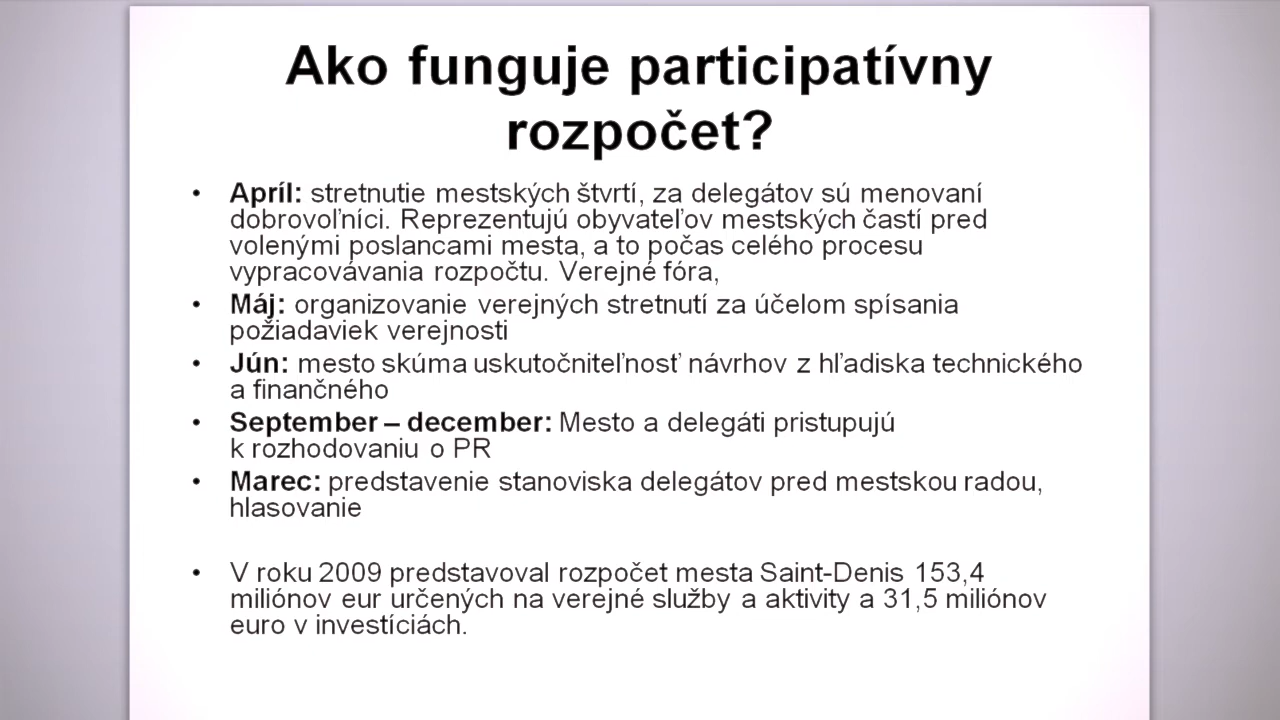 Ako funguje participatívny
rozpočet?
• Apríl: stretnutie mestských štvrtí, za delegátov sú menovaní
dobrovoľníci. Reprezentujú obyvateľov mestských častí pred
volenými poslancami mesta, a to počas celého procesu
vypracovávania rozpočtu. Verejné fóra,
• Máj: organizovanie verejných stretnutí za účelom spísania
požiadaviek verejnosti
• Jún: mesto skúma uskutočniteľnosť návrhov z hľadiska technického
a finančného
• September – december: Mesto a delegáti pristupujú
k rozhodovaniu o PR
• Marec: predstavenie stanoviska delegátov pred mestskou radou,
hlasovanie
• V roku 2009 predstavoval rozpočet mesta Saint-Denis 153,4
miliónov eur určených na verejné služby a aktivity a 31,5 miliónov
euro v investíciách.